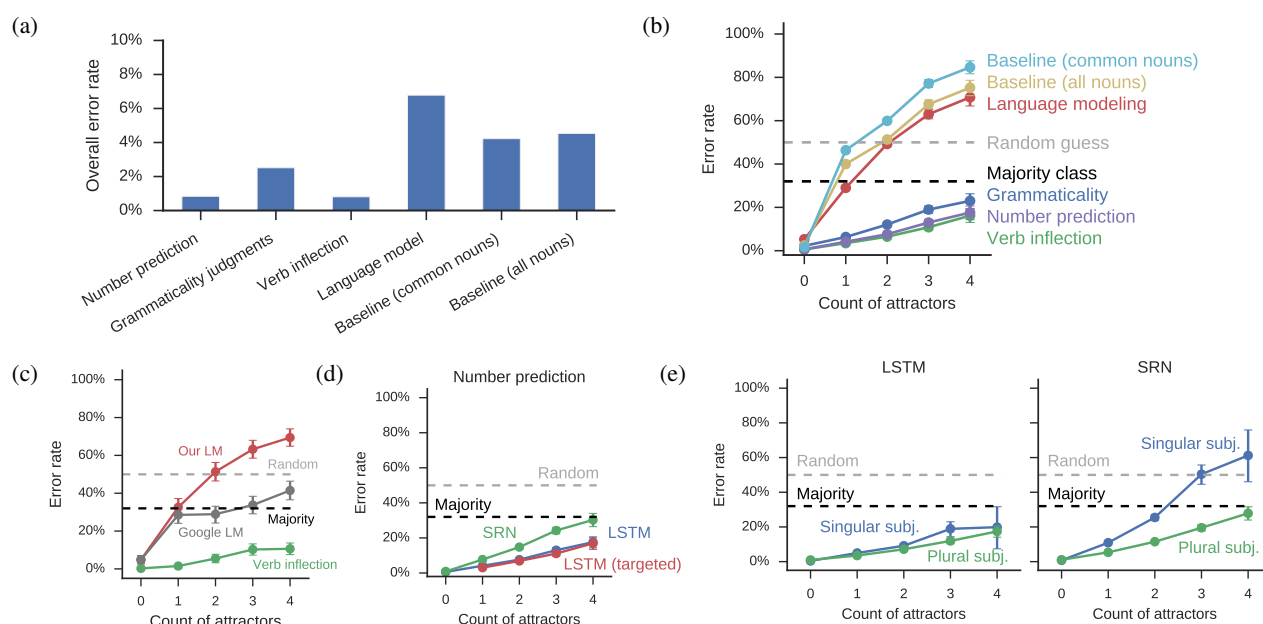 (a)
10%
8%
6%
4%
2%
0%
Overall error rate
Number prediction
Grammaticality judgments
Verb inflection
Language model
Baseline (common nouns)
Baseline (all nouns)
(b)
100%
80%
60%
40%
20%
0%
Error rate
Baseline (common nouns)
Baseline (all nouns)
Language modeling
Random guess
Majority class
Grammaticality
Number prediction
Verb inflection
0 1 2 3 4
Count of attractors
(c)
100%
80%
60%
40%
20%
0%
Error rate
Our LM
Random
Majority
Google LM
Verb inflection
0 1 2 3 4
Count of attractors
(d)
Number prediction
100%
80%
60%
40%
20%
0%
Error rate
Random
Majority
SRN
LSTM
LSTM (targeted)
0 1 2 3 4
Count of attractors
(e)
LSTM
100%
80%
60%
40%
20%
0%
Error rate
Random
Majority
Singular subj.
Plural subj.
0 1 2 3 4
Count of attractors
SRN
Singular subj.
Random
Majority
Plural subj.
0 1 2 3 4
Count of attractors